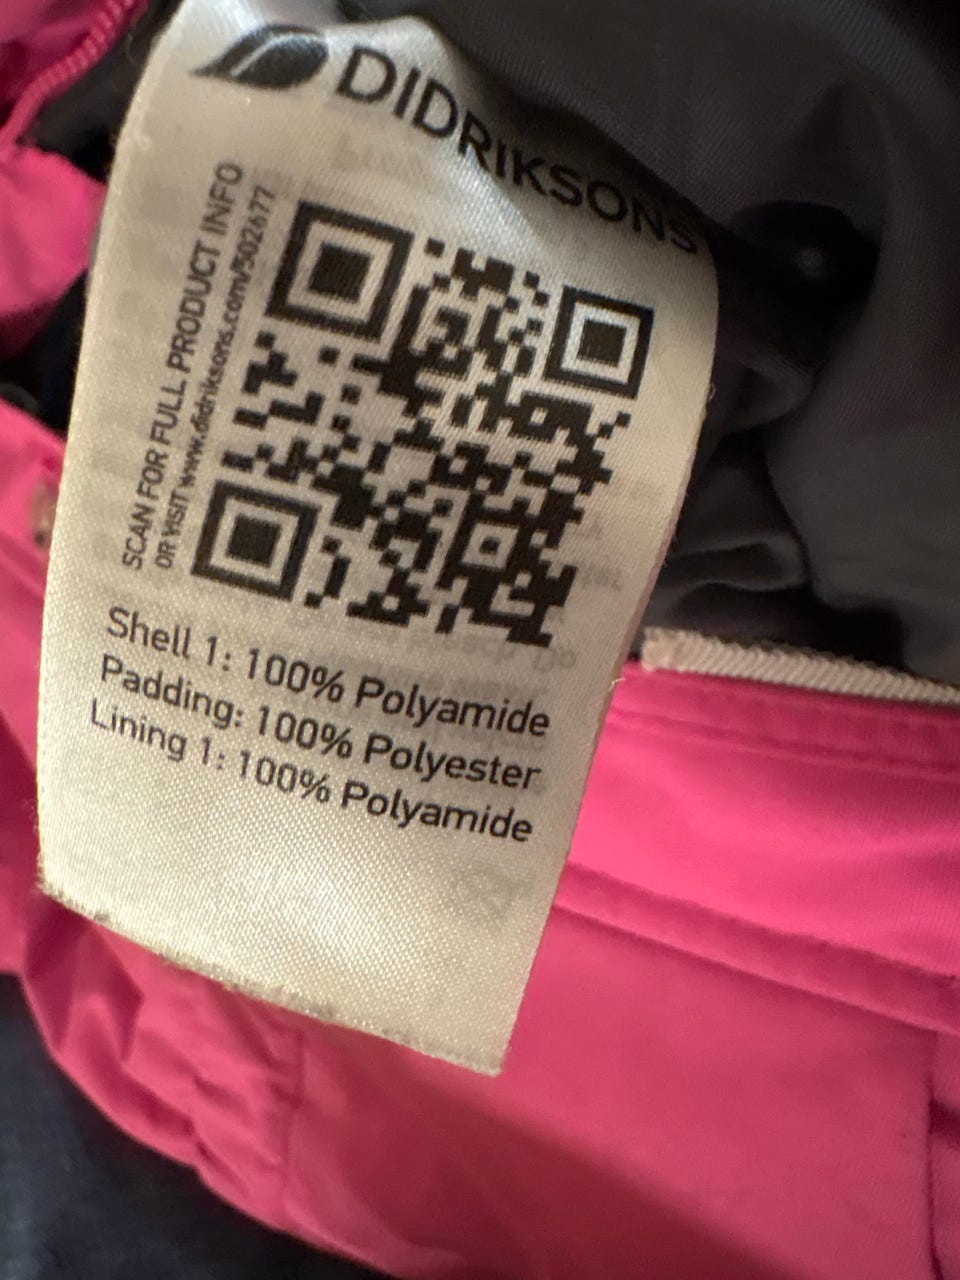 DIDRIKSONS
SCAN FOR FULL PRODUCT INFO
OR VISIT www.didriksons.com/502677
Shell 1: 100% Polyamide
Padding: 100% Polyester
Lining 1: 100% Polyamide